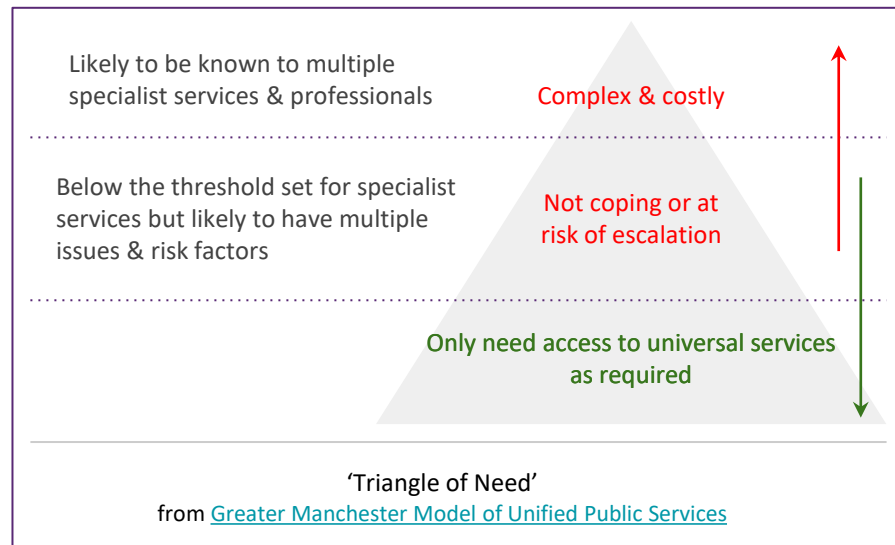 Likely to be known to multiple
specialist services & professionals
Complex & costly
Below the threshold set for specialist
services but likely to have multiple
issues & risk factors
Not coping or at
risk of escalation
Only need access to universal services
as required
‘Triangle of Need’
from Greater Manchester Model of Unified Public Services